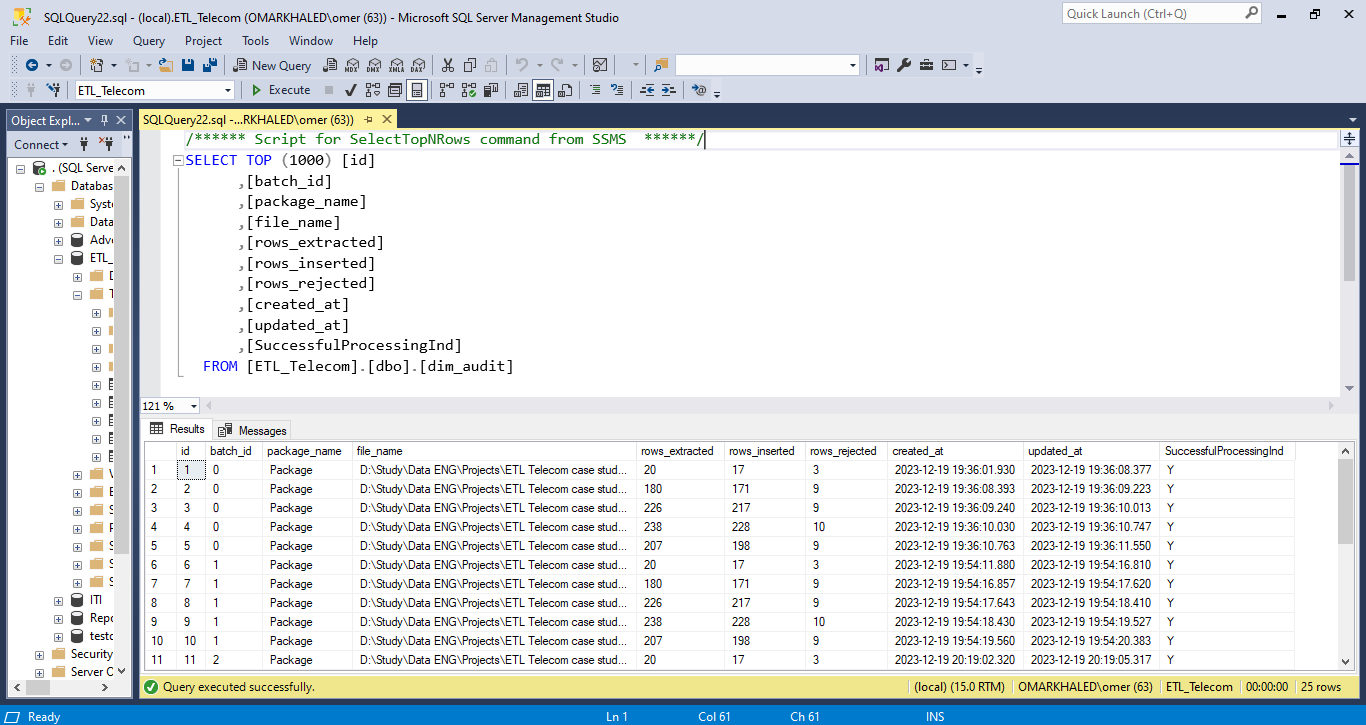 SQLQuery22.sql - (local).ETL_Telecom (OMARKHALED\omer (63)) - Microsoft SQL Server Management Studio
Quick Launch (Ctrl+Q)
File Edit View Query Project Tools Window Help
New Query MDX DMX XMLA DAX
ETL_Telecom Execute
Object Expl...
SQLQuery22.sql -...RKHALED\omer (63))
Connect
. (SQL Serve
Databas
Syst
Data
Adve
ETL_
ITI
Repo
Security
Server O
/****** Script for SelectTopNRows command from SSMS ******/
SELECT TOP (1000) [id]
,[batch_id]
,[package_name]
,[file_name]
,[rows_extracted]
,[rows_inserted]
,[rows_rejected]
,[created_at]
,[updated_at]
,[SuccessfulProcessingInd]
FROM [ETL_Telecom].[dbo].[dim_audit]
121 %
Results Messages
id batch_id package_name file_name rows_extracted rows_inserted rows_rejected created_at updated_at SuccessfulProcessingInd
1 1 0 Package D:\Study\Data ENG\Projects\ETL Telecom case stud... 20 17 3 2023-12-19 19:36:01.930 2023-12-19 19:36:08.377 Y
2 2 0 Package D:\Study\Data ENG\Projects\ETL Telecom case stud... 180 171 9 2023-12-19 19:36:08.393 2023-12-19 19:36:09.223 Y
3 3 0 Package D:\Study\Data ENG\Projects\ETL Telecom case stud... 226 217 9 2023-12-19 19:36:09.240 2023-12-19 19:36:10.013 Y
4 4 0 Package D:\Study\Data ENG\Projects\ETL Telecom case stud... 238 228 10 2023-12-19 19:36:10.030 2023-12-19 19:36:10.747 Y
5 5 0 Package D:\Study\Data ENG\Projects\ETL Telecom case stud... 207 198 9 2023-12-19 19:36:10.763 2023-12-19 19:36:11.550 Y
6 6 1 Package D:\Study\Data ENG\Projects\ETL Telecom case stud... 20 17 3 2023-12-19 19:54:11.880 2023-12-19 19:54:16.810 Y
7 7 1 Package D:\Study\Data ENG\Projects\ETL Telecom case stud... 180 171 9 2023-12-19 19:54:16.857 2023-12-19 19:54:17.620 Y
8 8 1 Package D:\Study\Data ENG\Projects\ETL Telecom case stud... 226 217 9 2023-12-19 19:54:17.643 2023-12-19 19:54:18.410 Y
9 9 1 Package D:\Study\Data ENG\Projects\ETL Telecom case stud... 238 228 10 2023-12-19 19:54:18.430 2023-12-19 19:54:19.527 Y
10 10 1 Package D:\Study\Data ENG\Projects\ETL Telecom case stud... 207 198 9 2023-12-19 19:54:19.560 2023-12-19 19:54:20.383 Y
11 11 2 Package D:\Study\Data ENG\Projects\ETL Telecom case stud... 20 17 3 2023-12-19 20:19:02.320 2023-12-19 20:19:05.317 Y
Query executed successfully. (local) (15.0 RTM) OMARKHALED\omer (63) ETL_Telecom 00:00:00 25 rows
Ready Ln 1 Col 61 Ch 61 INS